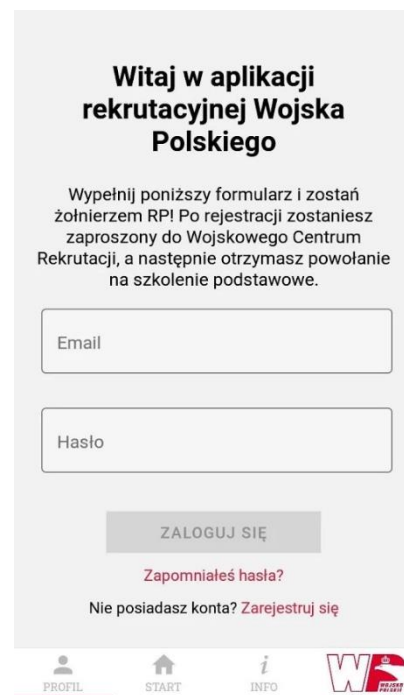 Witaj w aplikacji
rekrutacyjnej Wojska
Polskiego
Wypełnij poniższy formularz i zostań
żołnierzem RP! Po rejestracji zostaniesz
zaproszony do Wojskowego Centrum
Rekrutacji, a następnie otrzymasz powołanie
na szkolenie podstawowe.
Email
Hasło
ZALOGUJ SIĘ
Zapomniałeś hasła?
Nie posiadasz konta? Zarejestruj się
PROFIL START INFO
WP WOJSKO POLSKIE